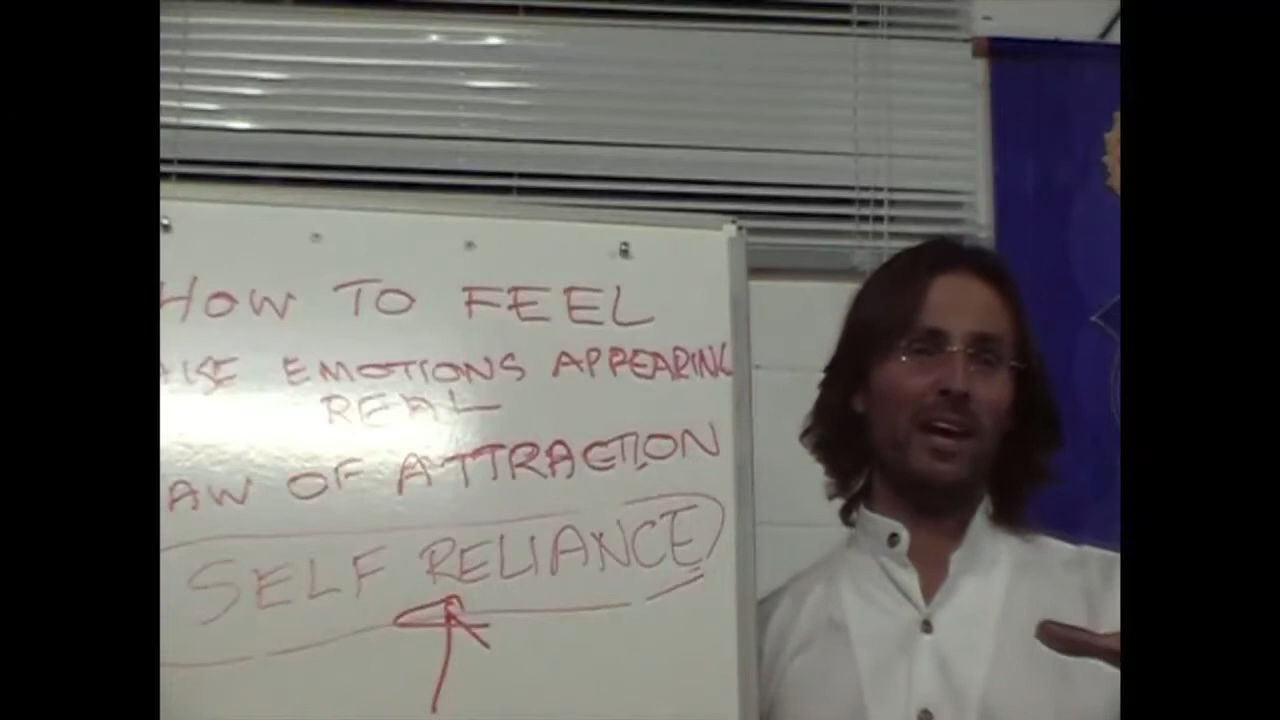 HOW TO FEEL
EMOTIONS APPEARING
REAL
AW OF ATTRACTION
SELF RELIANCE